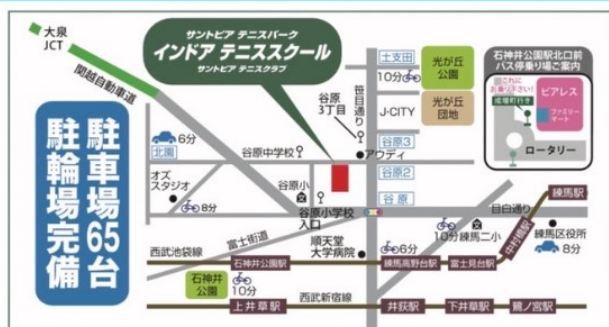 大泉
JCT
関越自動車道
サントピア テニスパーク
インドア テニススクール
サントピア テニスクラブ
土支田
10分
光が丘
公園
笹目通り
J-CITY
光が丘
団地
谷原
3丁目
石神井公園駅北口前
バス停乗り場ご案内
これに
お乗り下さい!
成増町行き
ピアレス
ファミリー
マート
ロータリー
駐車場65台
駐輪場完備
6分
北園
谷原中学校
アウディ
谷原3
谷原2
オズ
スタジオ
8分
谷原小
谷原小学校
入口
谷原
目白通り
練馬駅
富士街道
順天堂
大学病院
6分
10分
練馬二小
中村橋駅
練馬区役所
8分
西武池袋線
石神井公園駅
練馬高野台駅
富士見台駅
石神井
公園
10分
西武新宿線
上井草駅
井荻駅
下井草駅
鷺ノ宮駅